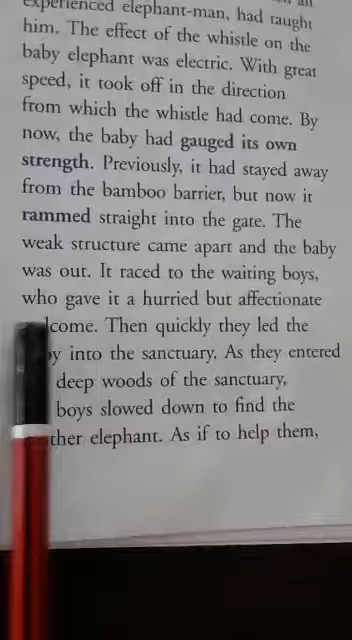 experienced elephant-man, had taught
him. The effect of the whistle on the
baby elephant was electric. With great
speed, it took off in the direction
from which the whistle had come. By
now, the baby had gauged its own
strength. Previously, it had stayed away
from the bamboo barrier, but now it
rammed straight into the gate. The
weak structure came apart and the baby
was out. It raced to the waiting boys,
who gave it a hurried but affectionate
lcome. Then quickly they led the
by into the sanctuary. As they entered
deep woods of the sanctuary,
boys slowed down to find the
ther elephant. As if to help them,